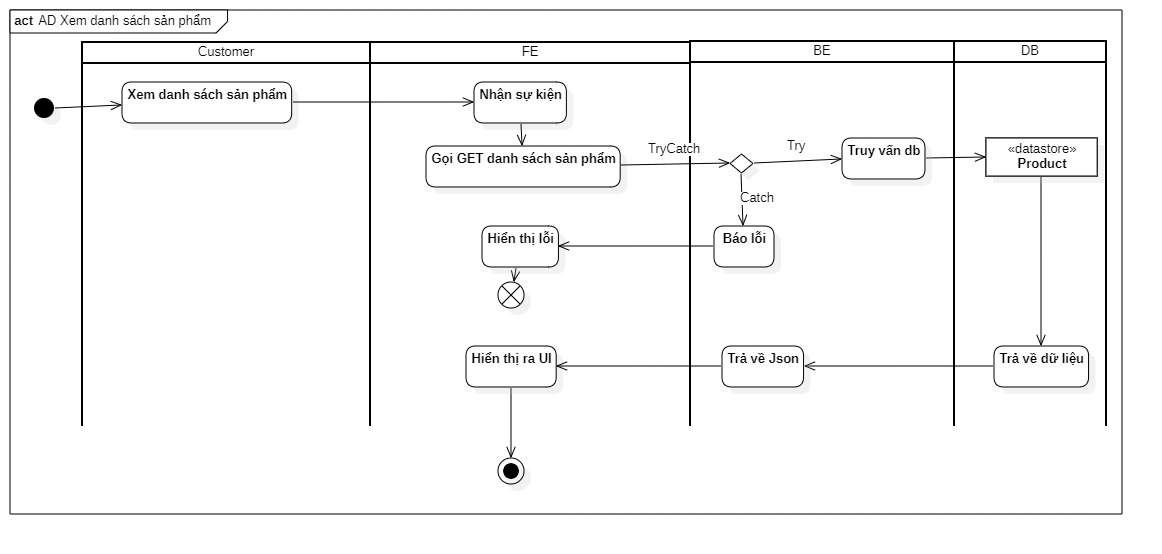 act AD Xem danh sách sản phẩm
Customer
FE
BE
DB
Xem danh sách sản phẩm
Nhận sự kiện
Gọi GET danh sách sản phẩm
TryCatch
Try
Truy vấn db
«datastore»
Product
Catch
Hiển thị lỗi
Báo lỗi
Hiển thị ra UI
Trả về Json
Trả về dữ liệu